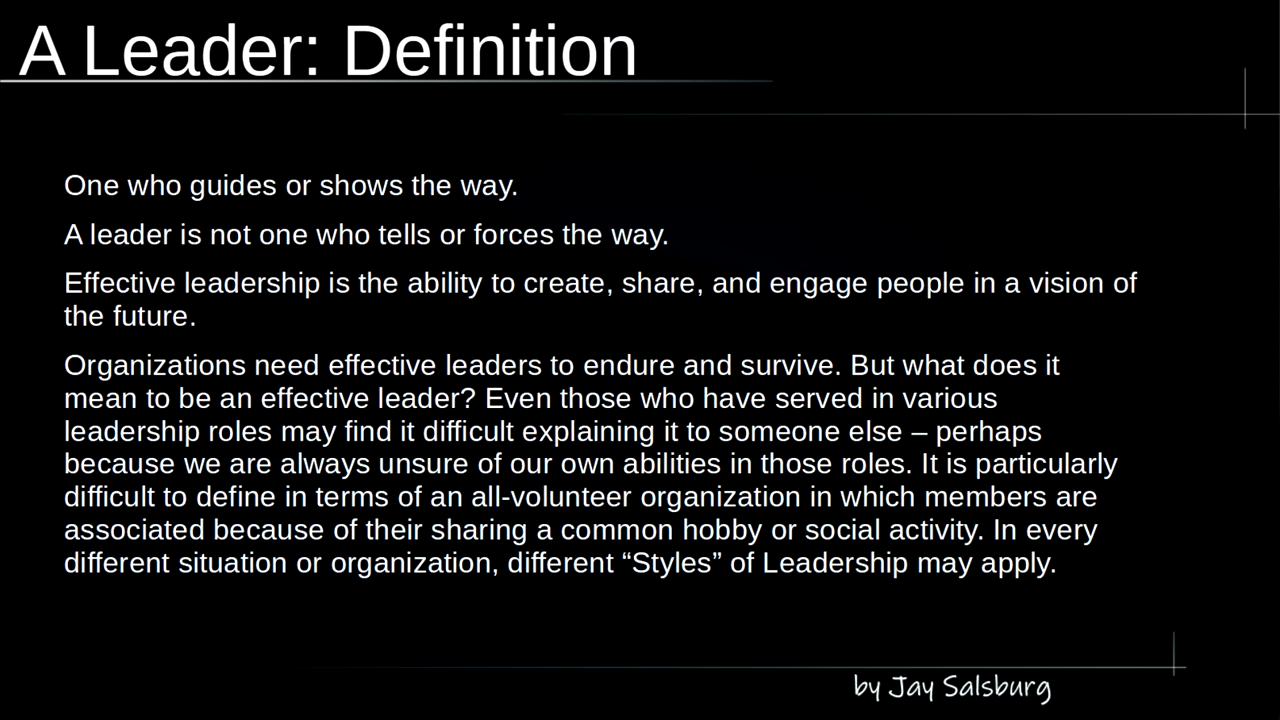 A Leader: Definition
One who guides or shows the way.
A leader is not one who tells or forces the way.
Effective leadership is the ability to create, share, and engage people in a vision of
the future.
Organizations need effective leaders to endure and survive. But what does it
mean to be an effective leader? Even those who have served in various
leadership roles may find it difficult explaining it to someone else – perhaps
because we are always unsure of our own abilities in those roles. It is particularly
difficult to define in terms of an all-volunteer organization in which members are
associated because of their sharing a common hobby or social activity. In every
different situation or organization, different “Styles” of Leadership may apply.
by Jay Salsburg